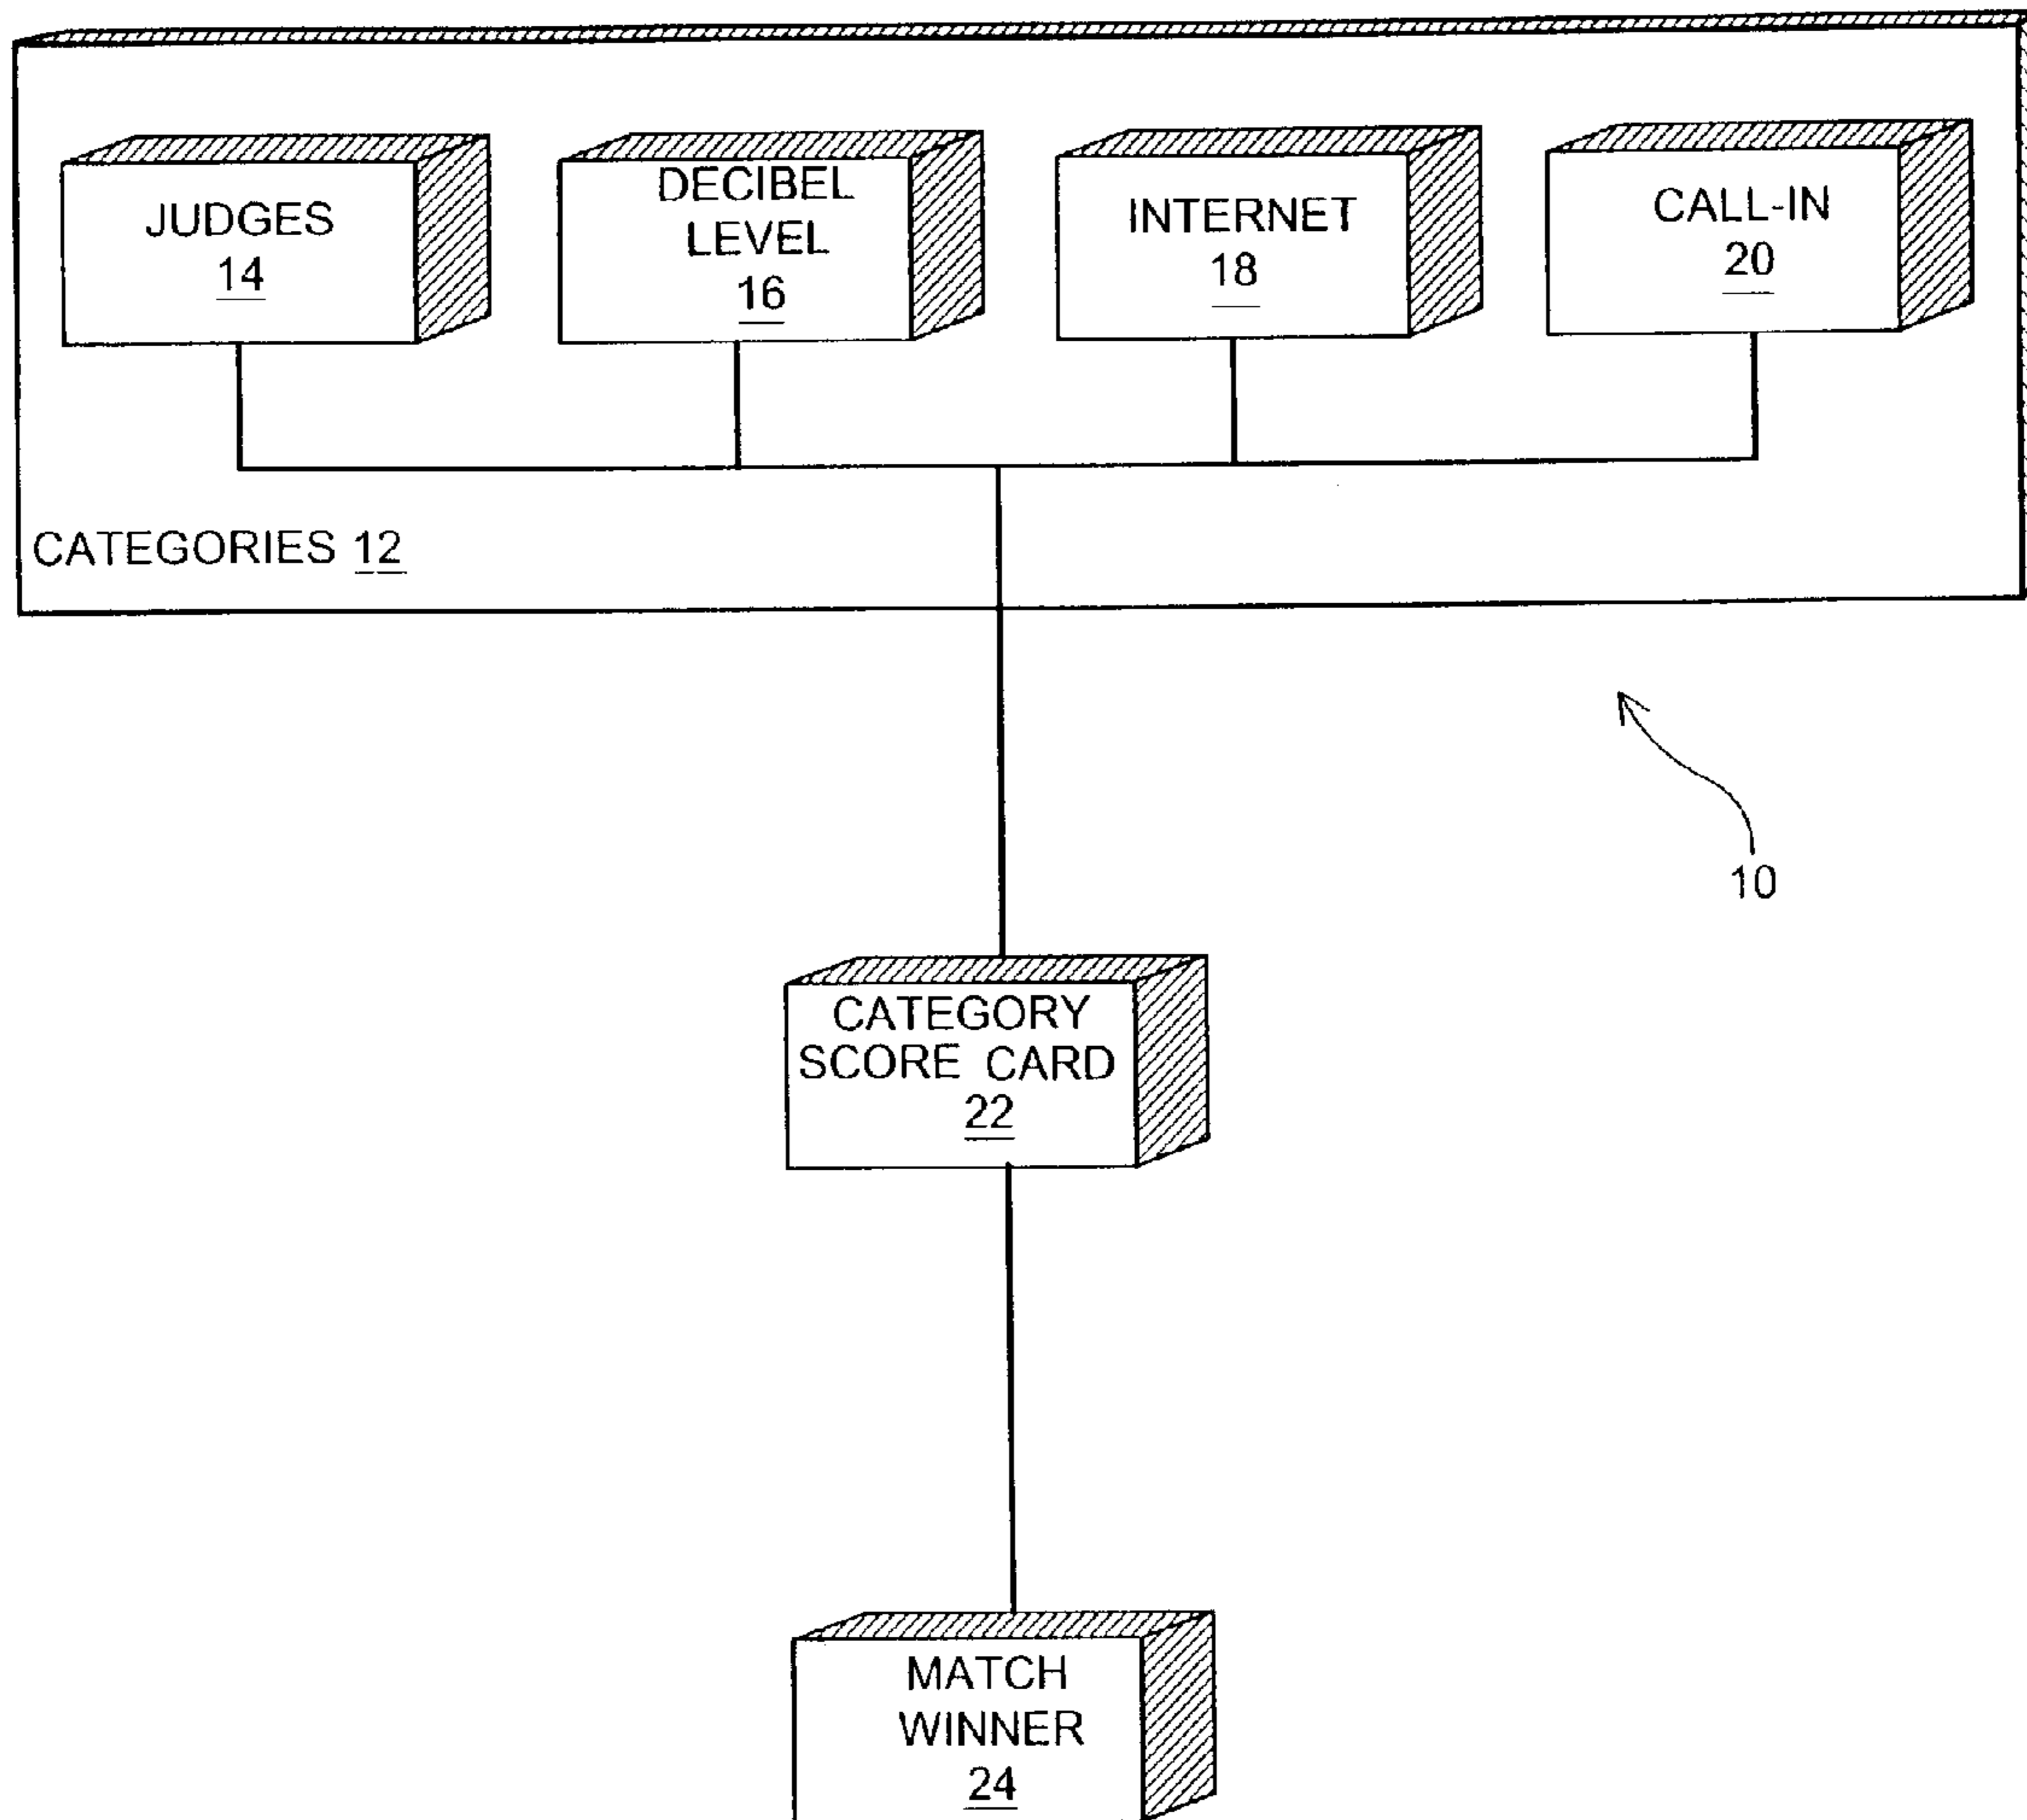 JUDGES
14
DECIBEL
LEVEL
16
INTERNET
18
CALL-IN
20
CATEGORIES 12
10
CATEGORY
SCORE CARD
22
MATCH
WINNER
24